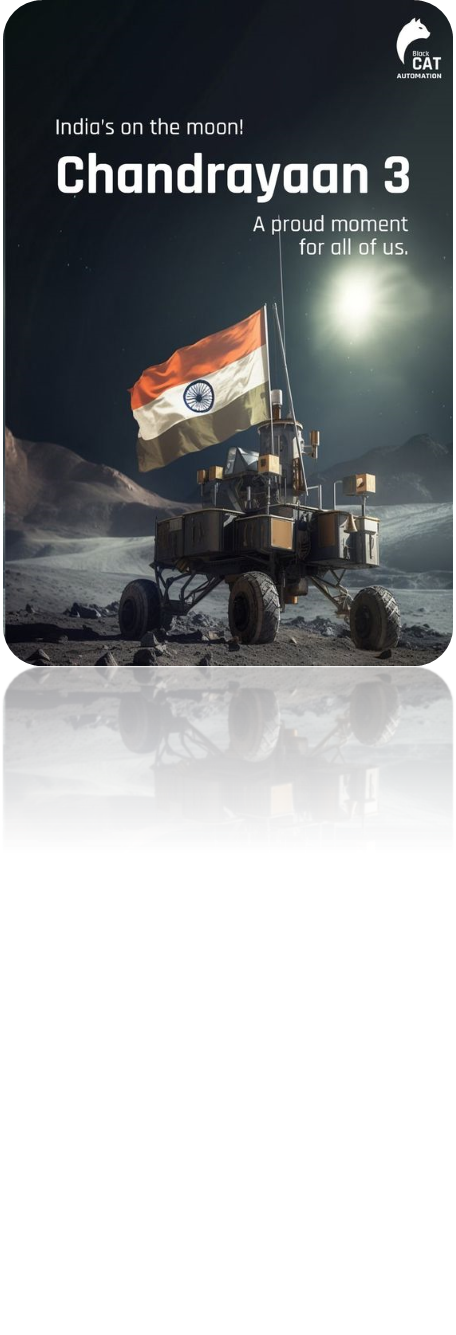 Black
CAT
AUTOMATION
India's on the moon!
Chandrayaan 3
A proud moment
for all of us.